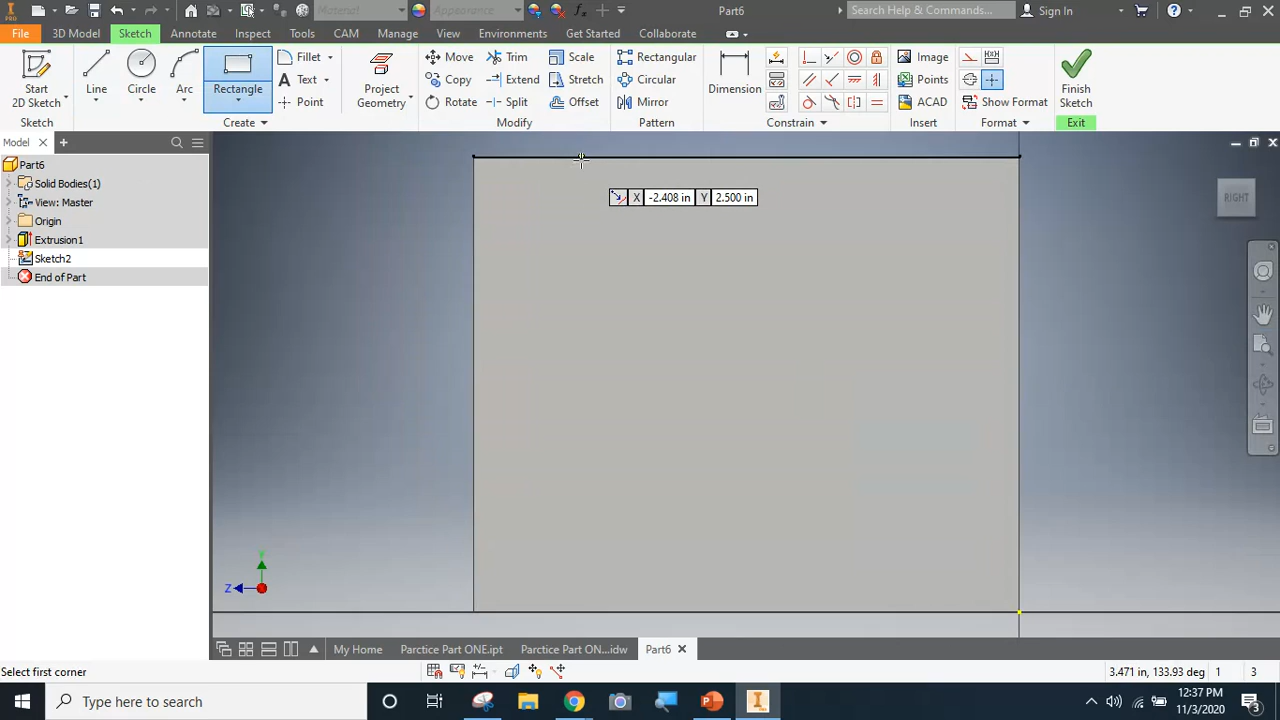 PRO
Material
Appearance
fx
Part6
Search Help & Commands...
Sign In
File
3D Model
Sketch
Annotate
Inspect
Tools
CAM
Manage
View
Environments
Get Started
Collaborate
Start
2D Sketch
Line
Circle
Arc
Rectangle
Fillet
Text
Point
Project
Geometry
Move
Copy
Rotate
Trim
Extend
Split
Scale
Stretch
Offset
Rectangular
Circular
Mirror
Dimension
Image
Points
ACAD
Show Format
Finish
Sketch
Sketch
Create
Modify
Pattern
Constrain
Insert
Format
Exit
Model
Part6
Solid Bodies(1)
View: Master
Origin
Extrusion1
Sketch2
End of Part
X -2.408 in Y 2.500 in
RIGHT
Y
Z
My Home
Parctice Part ONE.ipt
Parctice Part ON...idw
Part6
Select first corner
3.471 in, 133.93 deg 1 3
Type here to search
12:37 PM
11/3/2020
3